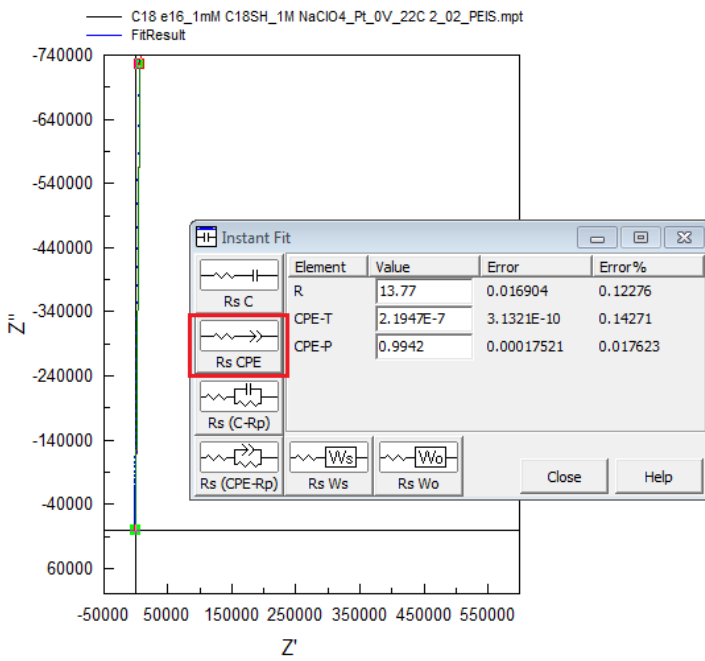 C18 e16_1mM C18SH_1M NaClO4_Pt_0V_22C 2_02_PEIS.mpt
FitResult
-740000
-640000
-540000
-440000
-340000
-240000
-140000
-40000
60000
Z''
-50000 50000 150000 250000 350000 450000 550000
Z'
Instant Fit
Element Value Error Error%
R 13.77 0.016904 0.12276
CPE-T 2.1947E-7 3.1321E-10 0.14271
CPE-P 0.9942 0.00017521 0.017623
Rs C
Rs CPE
Rs (C-Rp)
Rs (CPE-Rp)
Ws
Rs Ws
Wo
Rs Wo
Close Help